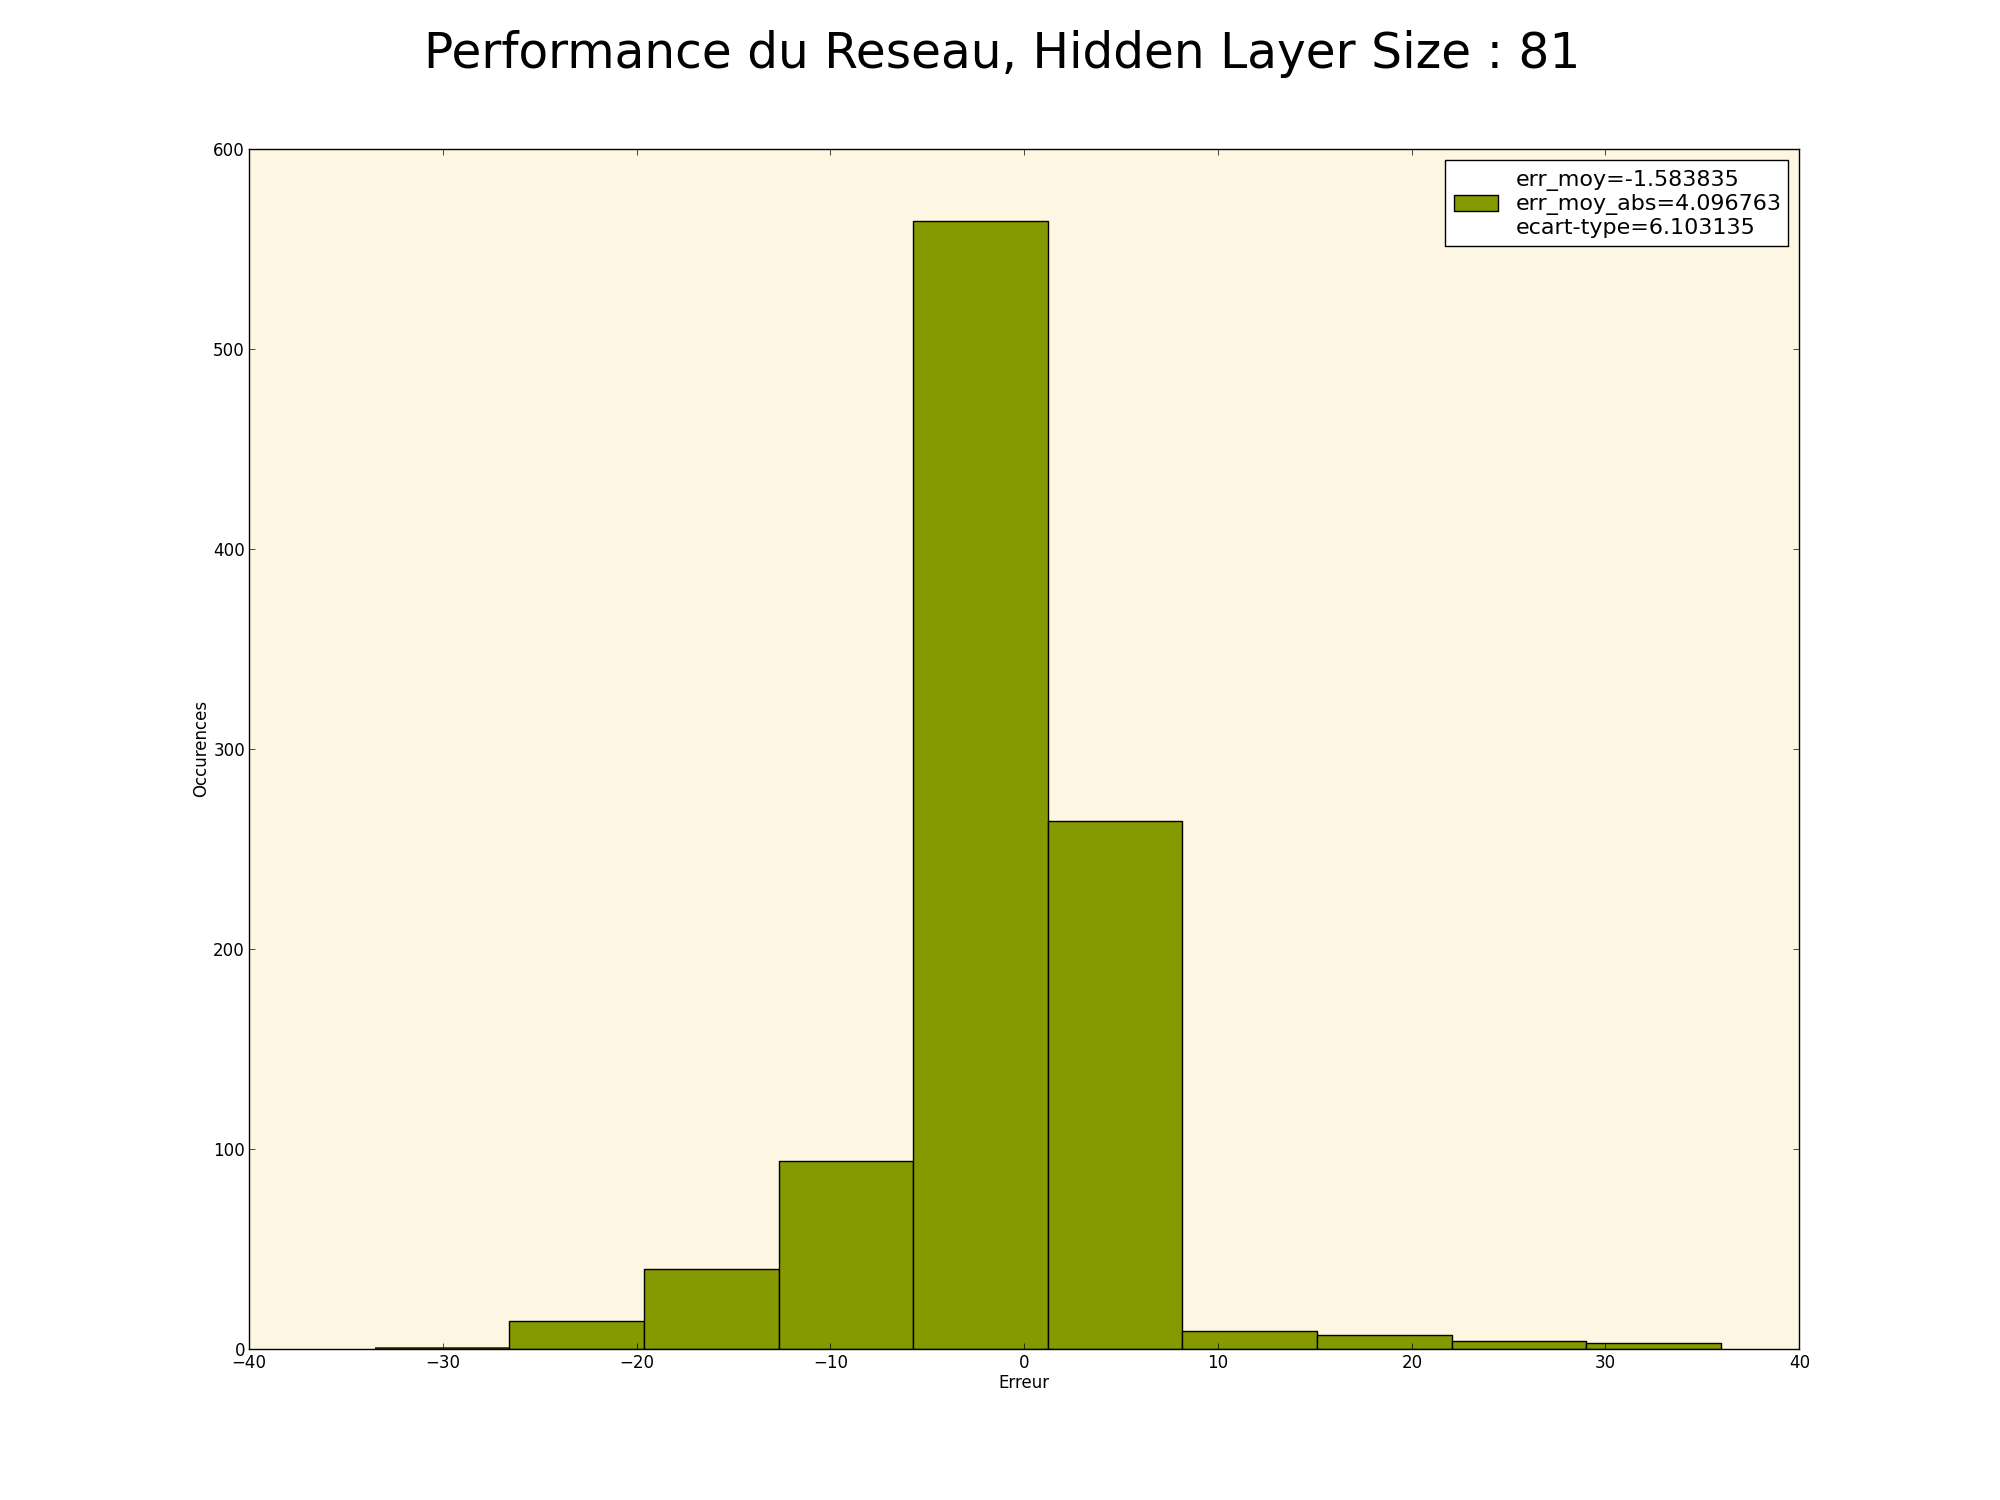 Performance du Reseau, Hidden Layer Size : 81
600
err_moy=-1.583835
err_moy_abs=4.096763
ecart-type=6.103135
500
400
300
200
100
0
Occurences
−40 −30 −20 −10 0 10 20 30 40
Erreur